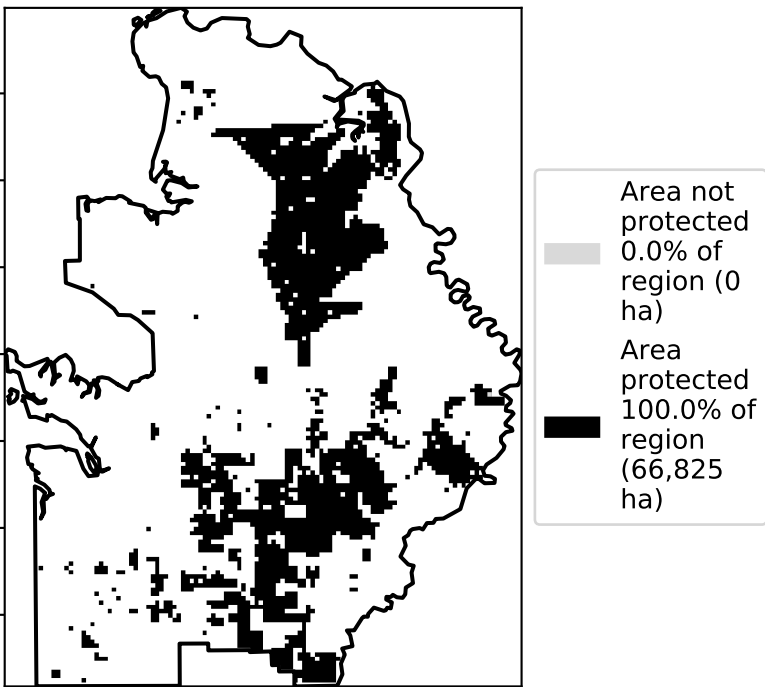 Area not
protected
0.0% of
region (0
ha)
Area
protected
100.0% of
region
(66,825
ha)